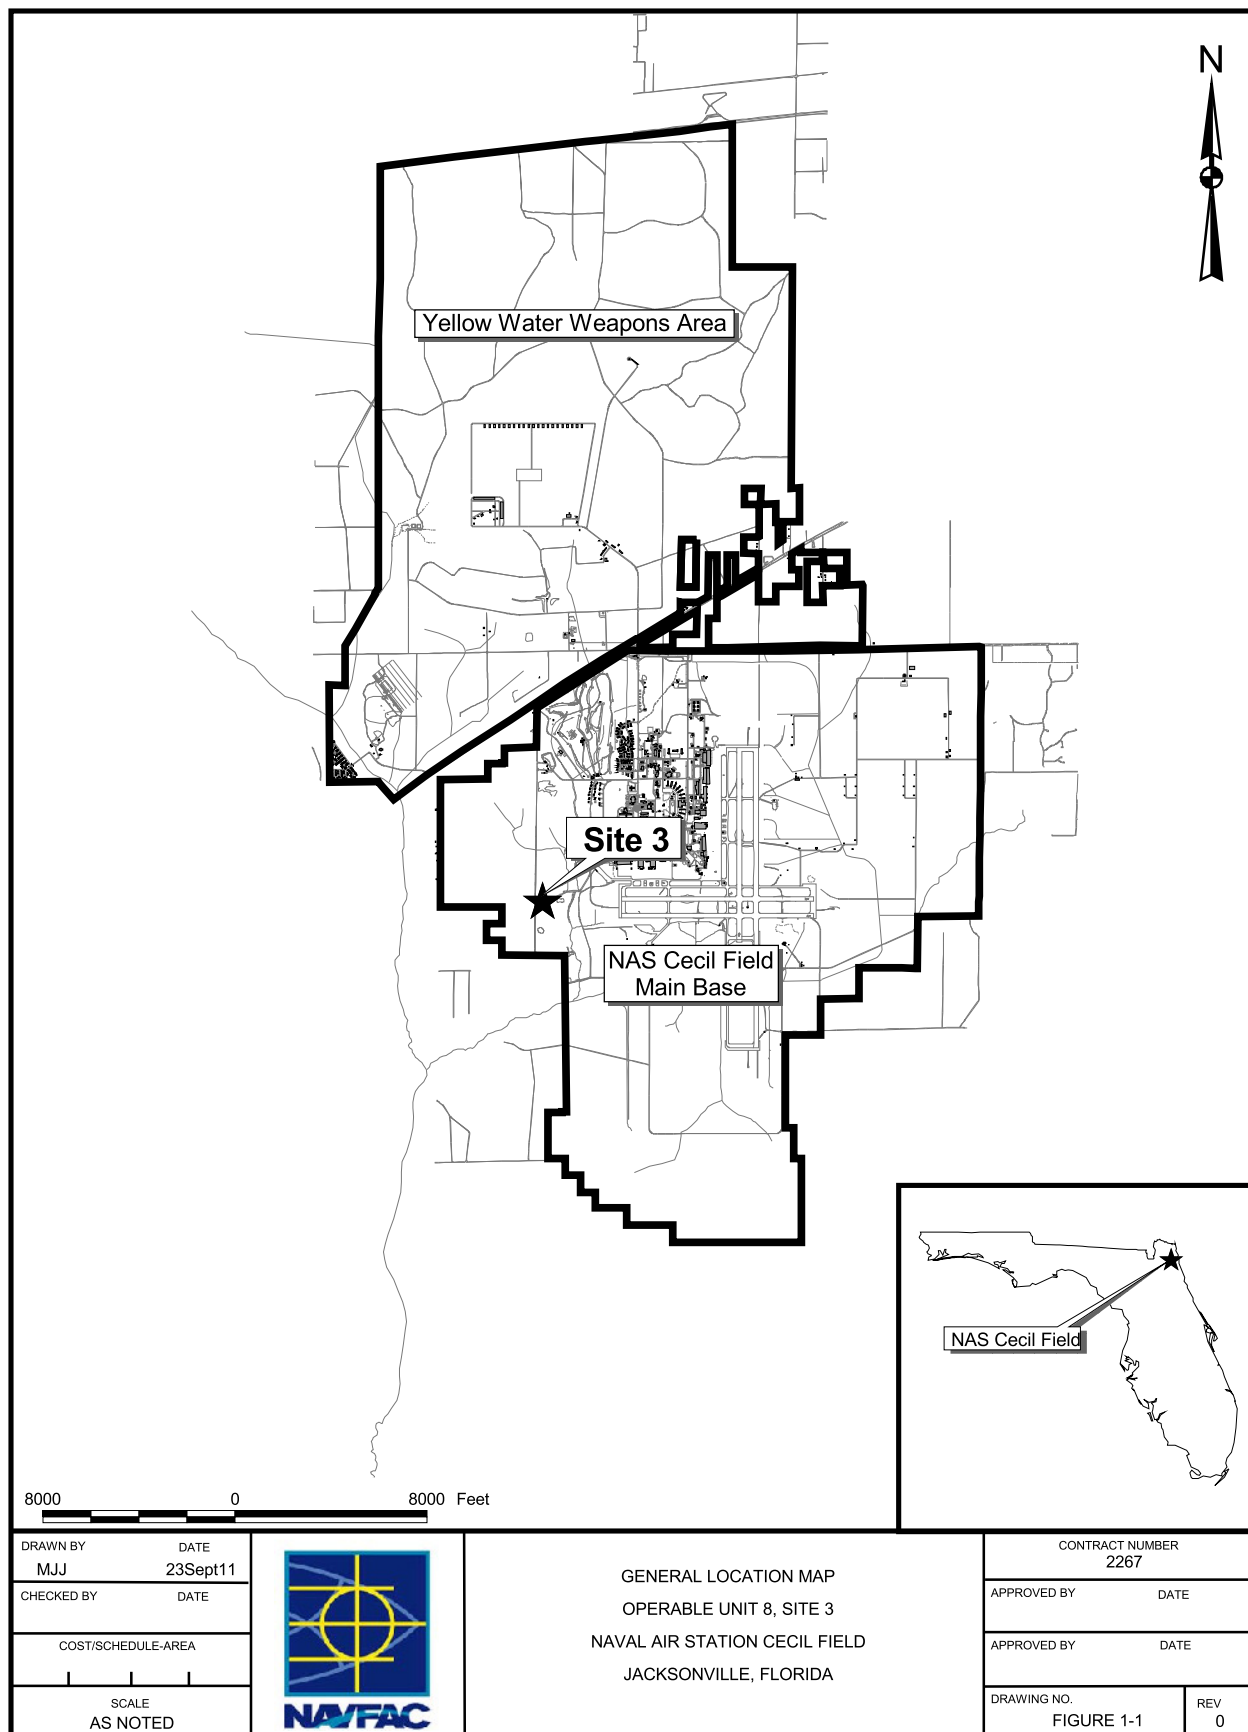 N
Yellow Water Weapons Area
Site 3
NAS Cecil Field
Main Base
NAS Cecil Field
8000 0 8000 Feet
DRAWN BY DATE
MJJ 23Sept11
CHECKED BY DATE
COST/SCHEDULE-AREA
SCALE
AS NOTED
NAVFAC
GENERAL LOCATION MAP
OPERABLE UNIT 8, SITE 3
NAVAL AIR STATION CECIL FIELD
JACKSONVILLE, FLORIDA
CONTRACT NUMBER
2267
APPROVED BY DATE
APPROVED BY DATE
DRAWING NO.
FIGURE 1-1
REV
0